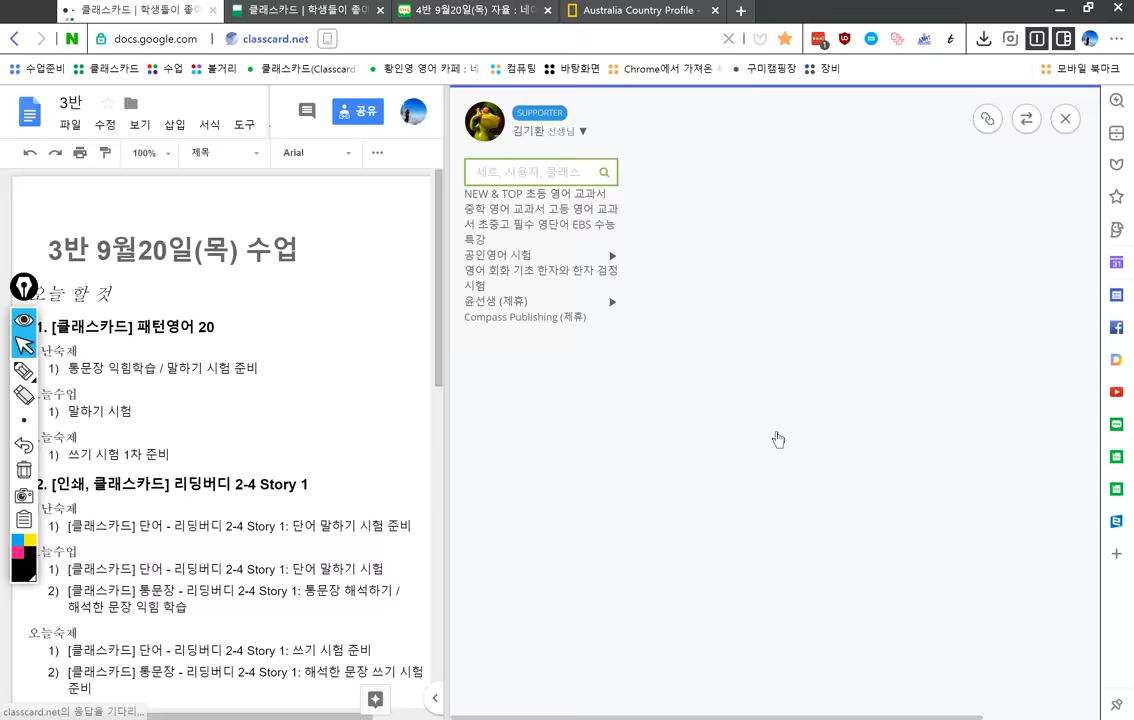 클래스카드 | 학생들이 좋아
클래스카드 | 학생들이 좋아
4반 9월20일(목) 자율 : 네이
Australia Country Profile -
docs.google.com
classcard.net
수업준비
클래스카드
수업
볼거리
클래스카드(Classcard
황인영 영어 카페 : 네
컴퓨팅
바탕화면
Chrome에서 가져온
구미캠핑장
장비
모바일 북마크
3반
파일 수정 보기 삽입 서식 도구
공유
100% 제목 Arial
3반 9월20일(목) 수업
오늘 할 것
1. [클래스카드] 패턴영어 20
난숙제
1) 통문장 익힘학습 / 말하기 시험 준비
늘수업
1) 말하기 시험
늘숙제
1) 쓰기 시험 1차 준비
2. [인쇄, 클래스카드] 리딩버디 2-4 Story 1
난숙제
1) [클래스카드] 단어 - 리딩버디 2-4 Story 1: 단어 말하기 시험 준비
늘수업
1) [클래스카드] 단어 - 리딩버디 2-4 Story 1: 단어 말하기 시험
2) [클래스카드] 통문장 - 리딩버디 2-4 Story 1: 통문장 해석하기 /
해석한 문장 익힘 학습
오늘숙제
1) [클래스카드] 단어 - 리딩버디 2-4 Story 1: 쓰기 시험 준비
2) [클래스카드] 통문장 - 리딩버디 2-4 Story 1: 해석한 문장 쓰기 시험
준비
classcard.net의 응답을 기다리...
SUPPORTER
김기환 선생님 ▼
세트, 사용자, 클래스
NEW & TOP 초등 영어 교과서
중학 영어 교과서 고등 영어 교과
서 초중고 필수 영단어 EBS 수능
특강
공인영어 시험
영어 회화 기초 한자와 한자 검정
시험
윤선생 (제휴)
Compass Publishing (제휴)